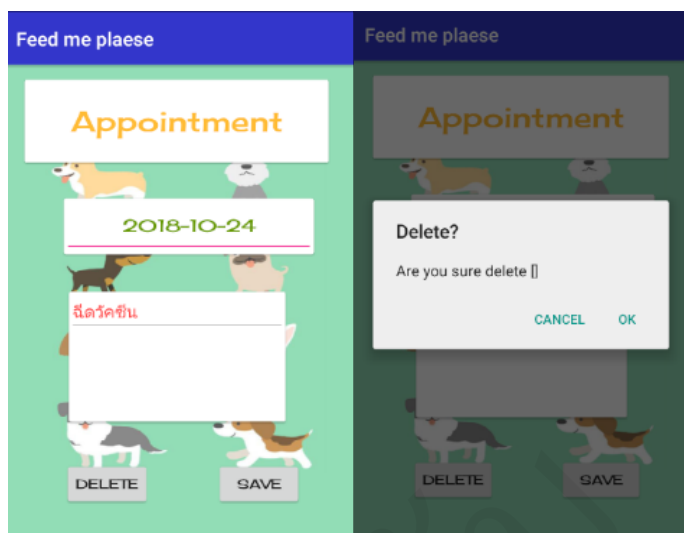 Feed me plaese
Appointment
2018-10-24
ฉีดวัคซีน
DELETE
SAVE
Feed me plaese
Appointment
Delete?
Are you sure delete []
CANCEL
OK
DELETE
SAVE